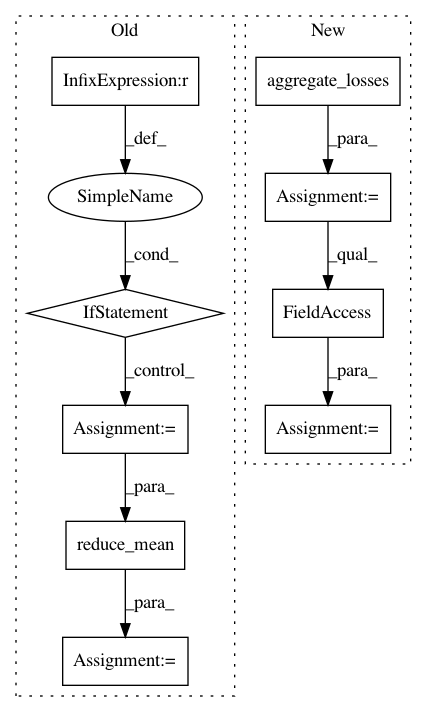 Old
InfixExpression:r
_def_
SimpleName
_cond_
IfStatement
_control_
Assignment:=
_para_
reduce_mean
_para_
Assignment:=
New
aggregate_losses
_para_
Assignment:=
_qual_
FieldAccess
_para_
Assignment:=